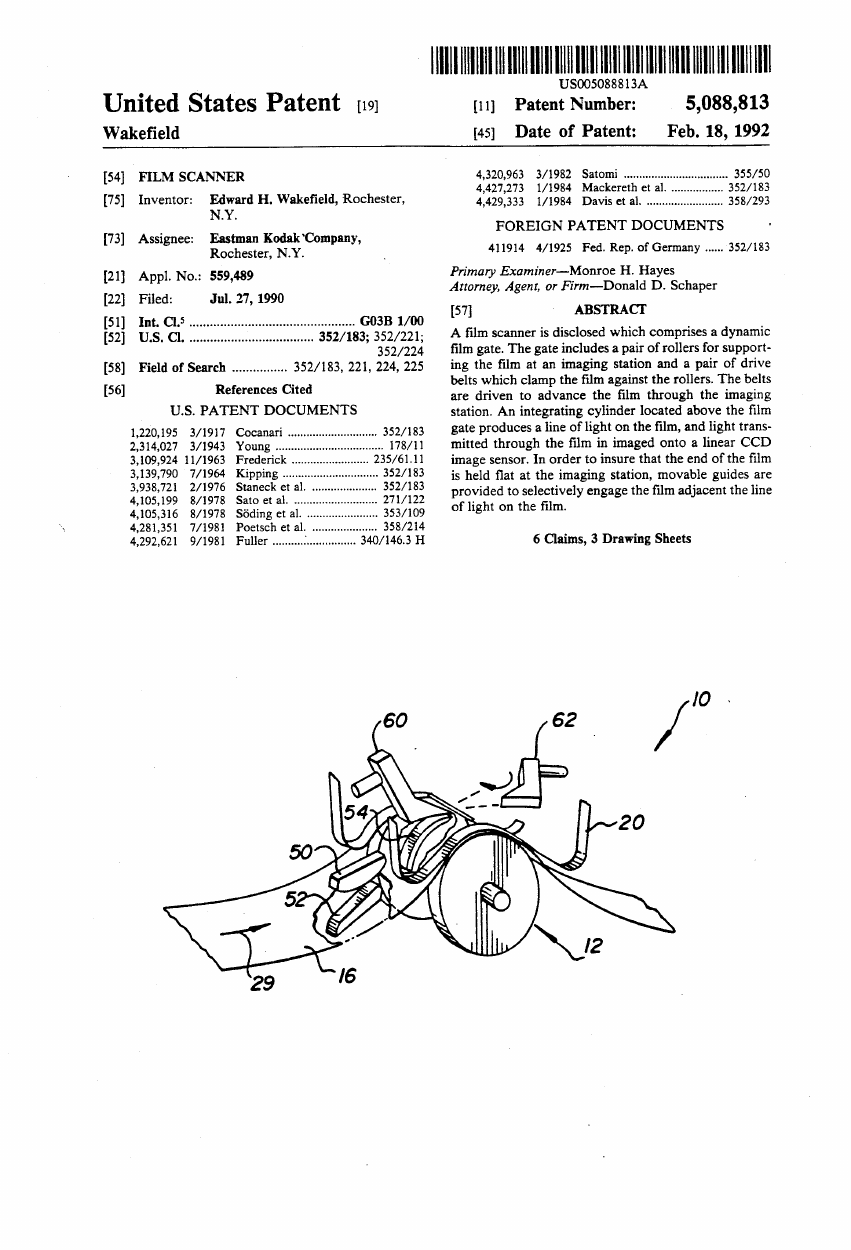 US005088813A
United States Patent [19]
Wakefield
[11] Patent Number: 5,088,813
[45] Date of Patent: Feb. 18, 1992
[54] FILM SCANNER
[75] Inventor: Edward H. Wakefield, Rochester,
N.Y.
[73] Assignee: Eastman Kodak Company,
Rochester, N.Y.
[21] Appl. No.: 559,489
[22] Filed: Jul. 27, 1990
[51] Int. Cl.5 ............................................ G03B 1/00
[52] U.S. Cl. .................................... 352/183; 352/221;
352/224
[58] Field of Search ............... 352/183, 221, 224, 225
[56] References Cited
U.S. PATENT DOCUMENTS
1,220,195 3/1917 Cocanari ............................ 352/183
2,314,027 3/1943 Young .................................. 178/11
3,109,924 11/1963 Frederick ........................ 235/61.11
3,139,790 7/1964 Kipping .............................. 352/183
3,938,721 2/1976 Staneck et al. .................... 352/183
4,105,199 8/1978 Sato et al. .......................... 271/122
4,105,316 8/1978 Söding et al. ...................... 353/109
4,281,351 7/1981 Poetsch et al. .................... 358/214
4,292,621 9/1981 Fuller .......................... 340/146.3 H
4,320,963 3/1982 Satomi ................................ 355/50
4,427,273 1/1984 Mackereth et al. ................ 352/183
4,429,333 1/1984 Davis et al. ........................ 358/293
FOREIGN PATENT DOCUMENTS
411914 4/1925 Fed. Rep. of Germany ...... 352/183
Primary Examiner—Monroe H. Hayes
Attorney, Agent, or Firm—Donald D. Schaper
[57] ABSTRACT
A film scanner is disclosed which comprises a dynamic
film gate. The gate includes a pair of rollers for support-
ing the film at an imaging station and a pair of drive
belts which clamp the film against the rollers. The belts
are driven to advance the film through the imaging
station. An integrating cylinder located above the film
gate produces a line of light on the film, and light trans-
mitted through the film in imaged onto a linear CCD
image sensor. In order to insure that the end of the film
is held flat at the imaging station, movable guides are
provided to selectively engage the film adjacent the line
of light on the film.
6 Claims, 3 Drawing Sheets
10
60
62
54
20
50
52
12
16
29